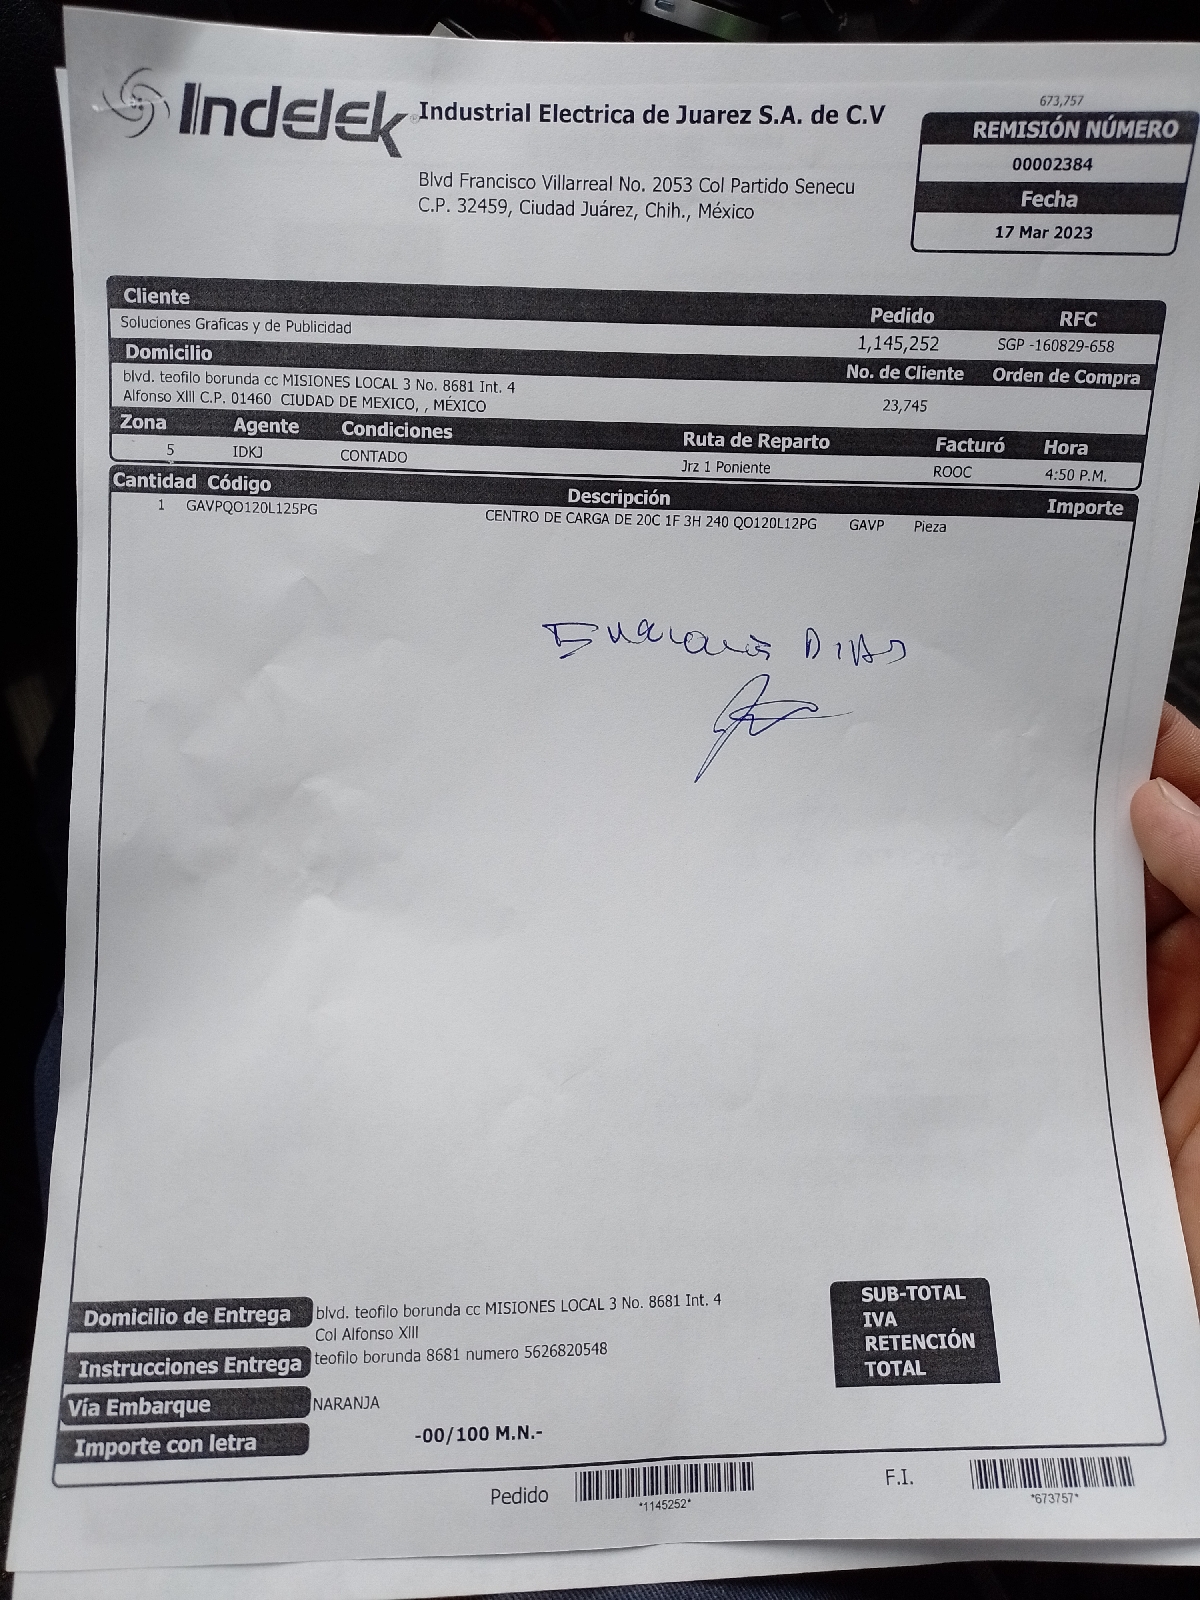 Indelek
Industrial Electrica de Juarez S.A. de C.V
Blvd Francisco Villarreal No. 2053 Col Partido Senecu
C.P. 32459, Ciudad Juárez, Chih., México
673,757
REMISIÓN NÚMERO
00002384
Fecha
17 Mar 2023
Cliente Pedido RFC
Soluciones Graficas y de Publicidad 1,145,252 SGP -160829-658
Domicilio No. de Cliente Orden de Compra
blvd. teofilo borunda cc MISIONES LOCAL 3 No. 8681 Int. 4
Alfonso XIII C.P. 01460 CIUDAD DE MEXICO, , MÉXICO 23,745
Zona Agente Condiciones Ruta de Reparto Facturó Hora
5 IDKJ CONTADO Jrz 1 Poniente ROOC 4:50 P.M.
Cantidad Código Descripción Importe
1 GAVPQO120L125PG CENTRO DE CARGA DE 20C 1F 3H 240 QO120L12PG GAVP Pieza
Domicilio de Entrega blvd. teofilo borunda cc MISIONES LOCAL 3 No. 8681 Int. 4
Col Alfonso XIII
Instrucciones Entrega teofilo borunda 8681 numero 5626820548
Vía Embarque NARANJA
Importe con letra -00/100 M.N.-
SUB-TOTAL
IVA
RETENCIÓN
TOTAL
Pedido *1145252* F.I. *673757*